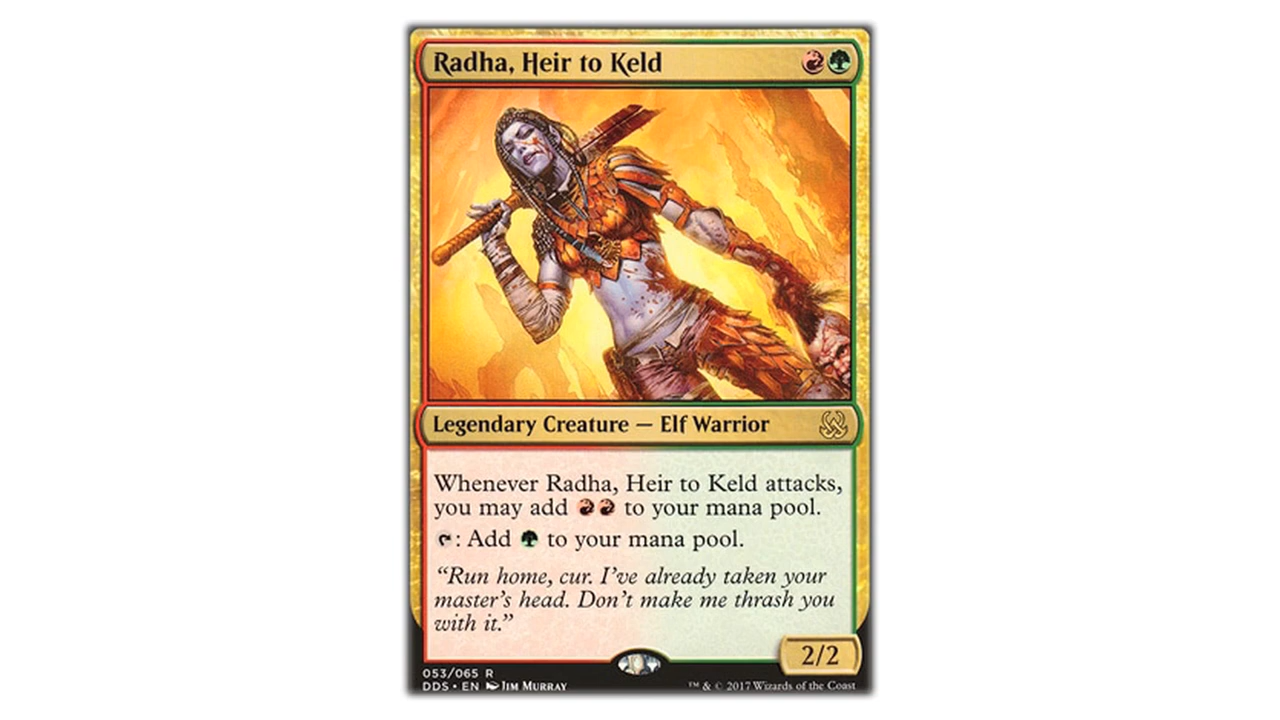 Radha, Heir to Keld
Legendary Creature — Elf Warrior
Whenever Radha, Heir to Keld attacks,
you may add to your mana pool.
: Add to your mana pool.
“Run home, cur. I’ve already taken your
master’s head. Don’t make me thrash you
with it.”
2/2
053/065 R
DDS • EN Jim Murray
™ & © 2017 Wizards of the Coast